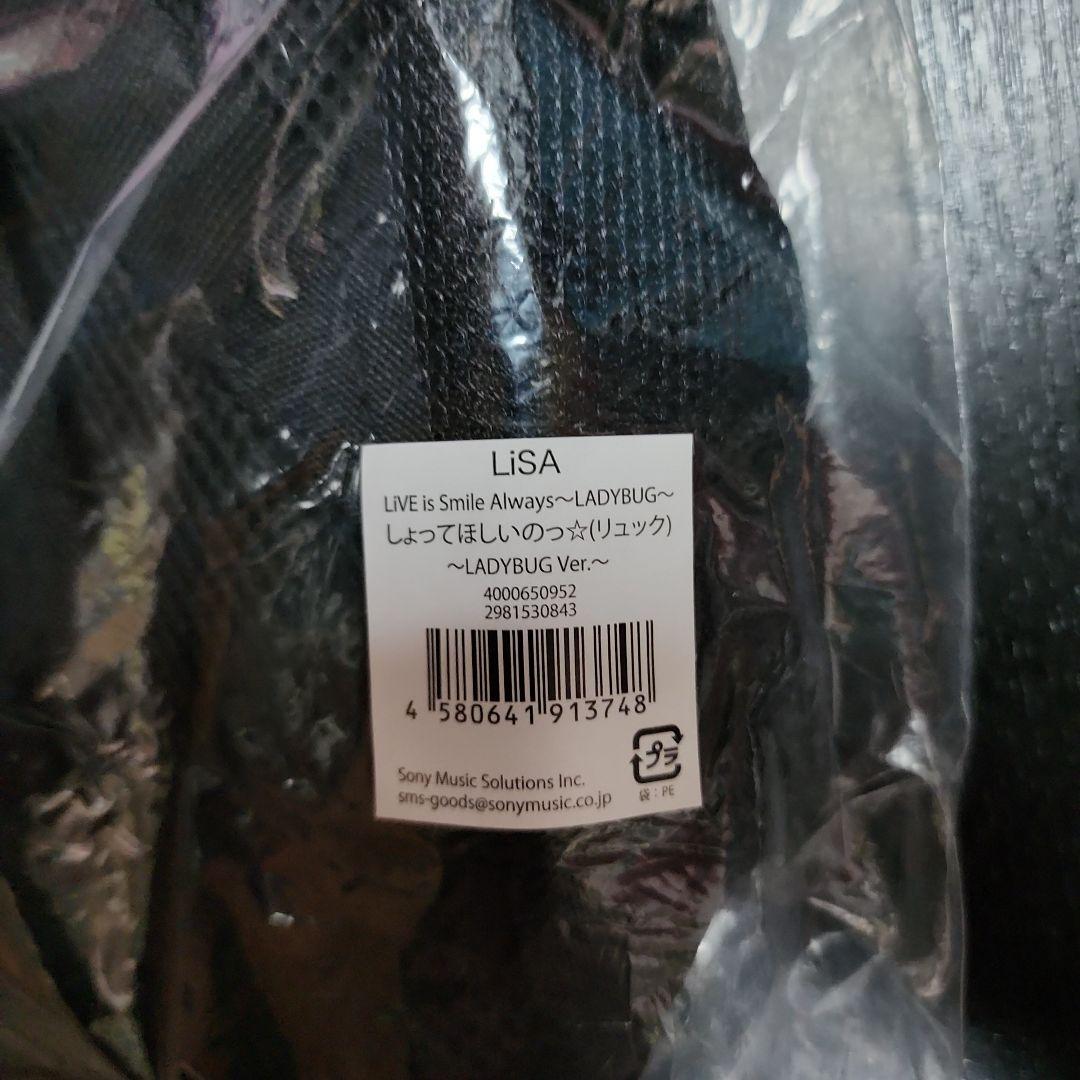 LiSA
LiVE is Smile Always～LADYBUG～
しょってほしいのっ☆(リュック)
～LADYBUG Ver.～
4000650952
2981530843
4 580641 913748
プラ
袋：PE
Sony Music Solutions Inc.
sms-goods@sonymusic.co.jp